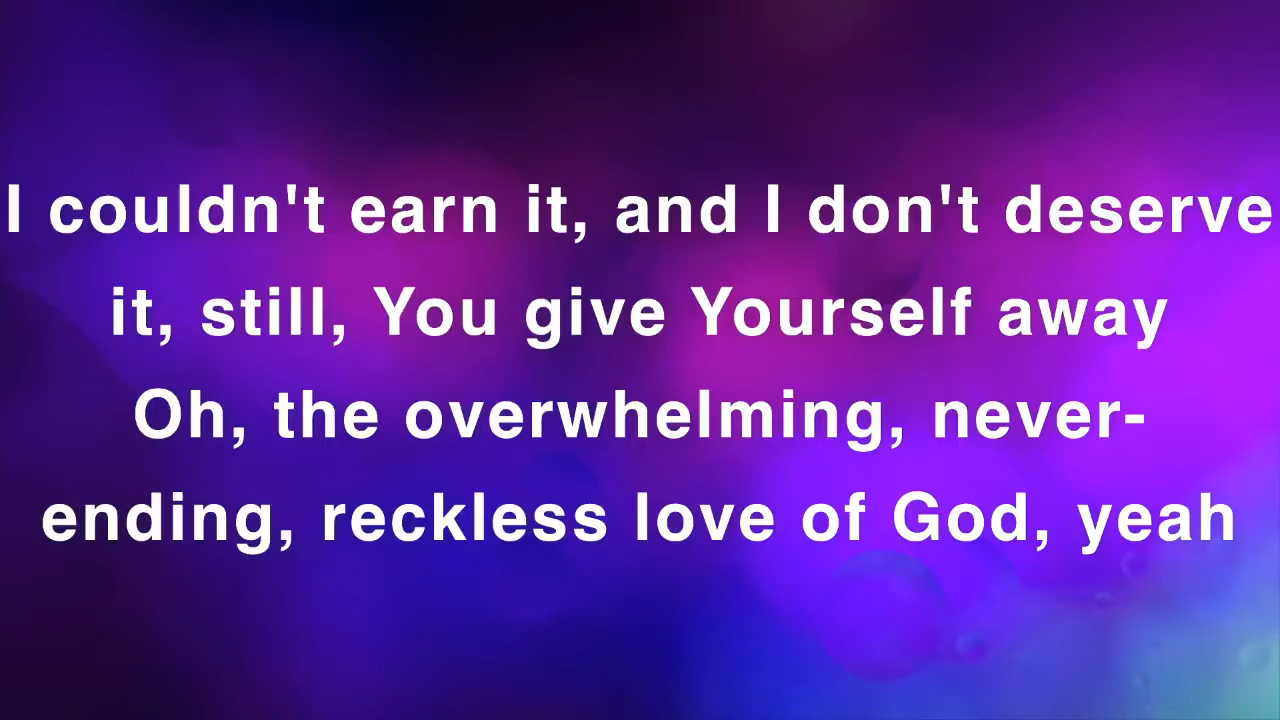 I couldn't earn it, and I don't deserve
it, still, You give Yourself away
Oh, the overwhelming, never-
ending, reckless love of God, yeah